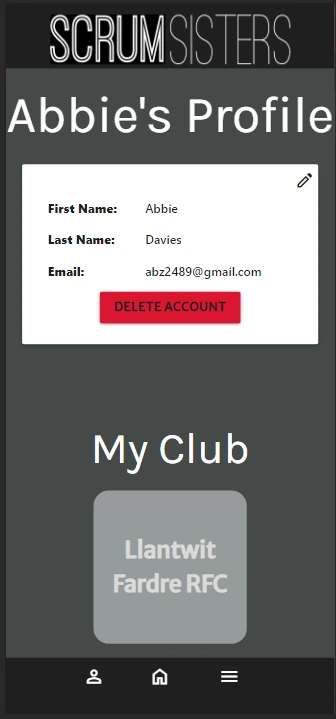 SCRUMSISTERS
Abbie's Profile
First Name: Abbie
Last Name: Davies
Email: abz2489@gmail.com
DELETE ACCOUNT
My Club
Llantwit
Fardre RFC